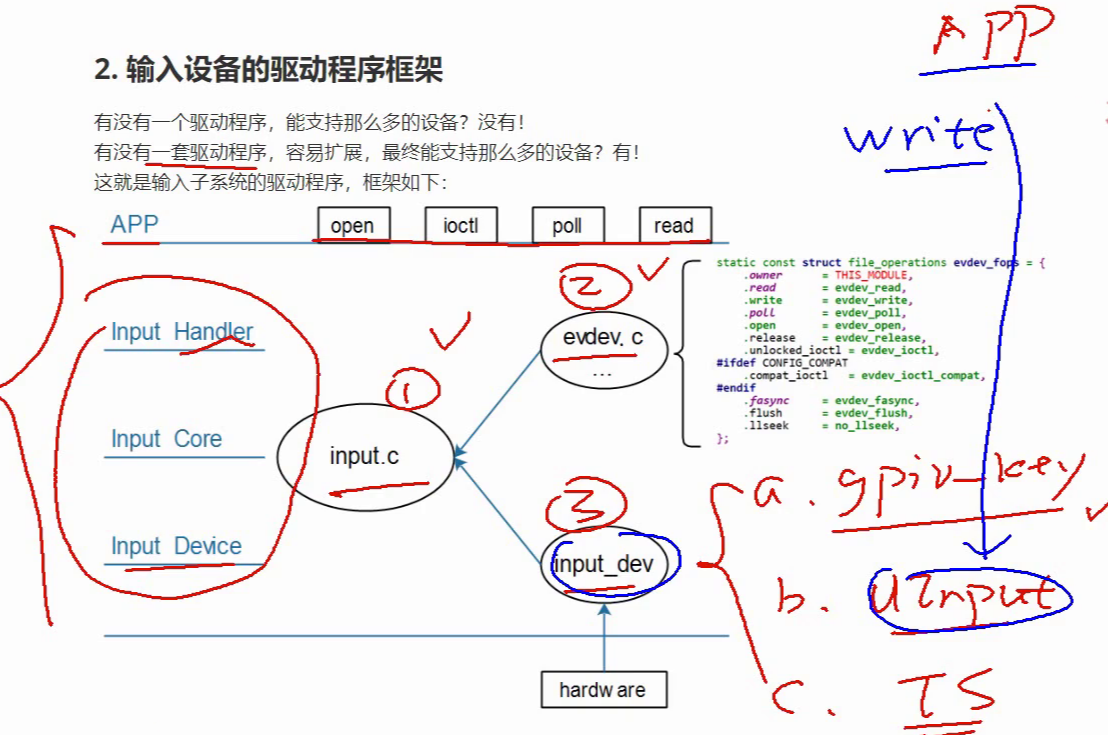 2. 输入设备的驱动程序框架
有没有一个驱动程序，能支持那么多的设备？没有！
有没有一套驱动程序，容易扩展，最终能支持那么多的设备？有！
这就是输入子系统的驱动程序，框架如下：
APP
write
APP
open
ioctl
poll
read
Input Handler
Input Core
Input Device
①
input.c
②
evdev.c
...
③
input_dev
hardware
static const struct file_operations evdev_fops = {
.owner = THIS_MODULE,
.read = evdev_read,
.write = evdev_write,
.poll = evdev_poll,
.open = evdev_open,
.release = evdev_release,
.unlocked_ioctl = evdev_ioctl,
#ifdef CONFIG_COMPAT
.compat_ioctl = evdev_ioctl_compat,
#endif
.fasync = evdev_fasync,
.flush = evdev_flush,
.llseek = no_llseek,
};
a. gpio_key
b. UInput
c. TS